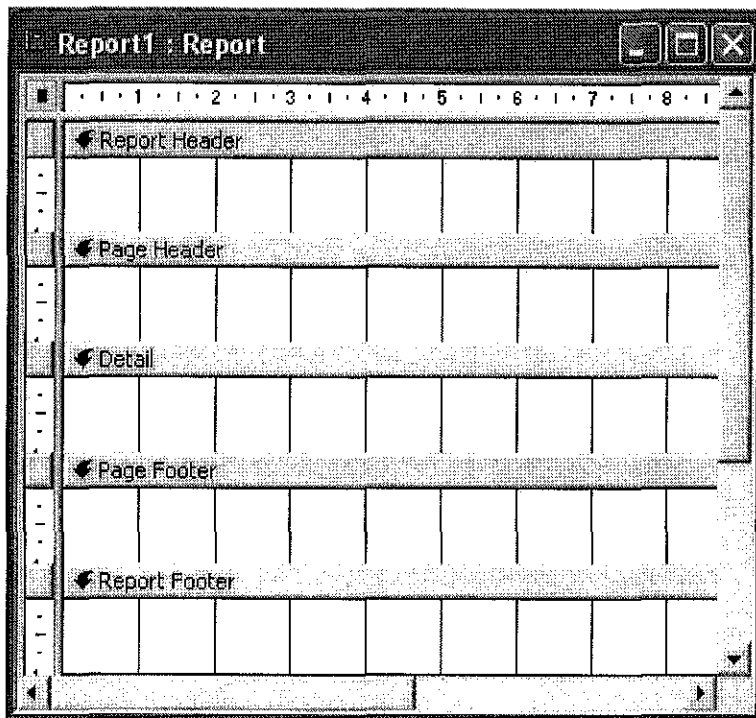 Report1 : Report
1 2 3 4 5 6 7 8
Report Header
Page Header
Detail
Page Footer
Report Footer